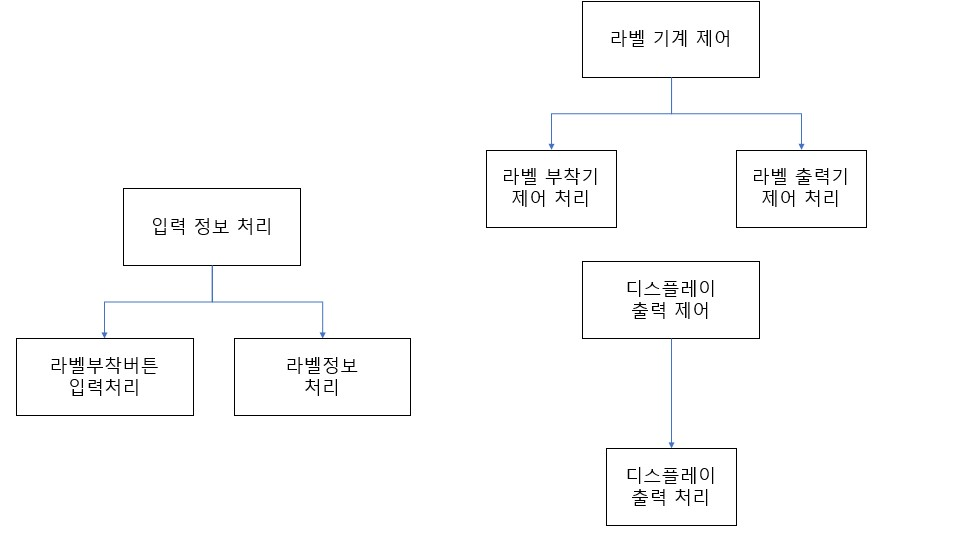 라벨 기계 제어
라벨 부착기
제어 처리
라벨 출력기
제어 처리
입력 정보 처리
라벨부착버튼
입력처리
라벨정보
처리
디스플레이
출력 제어
디스플레이
출력 처리